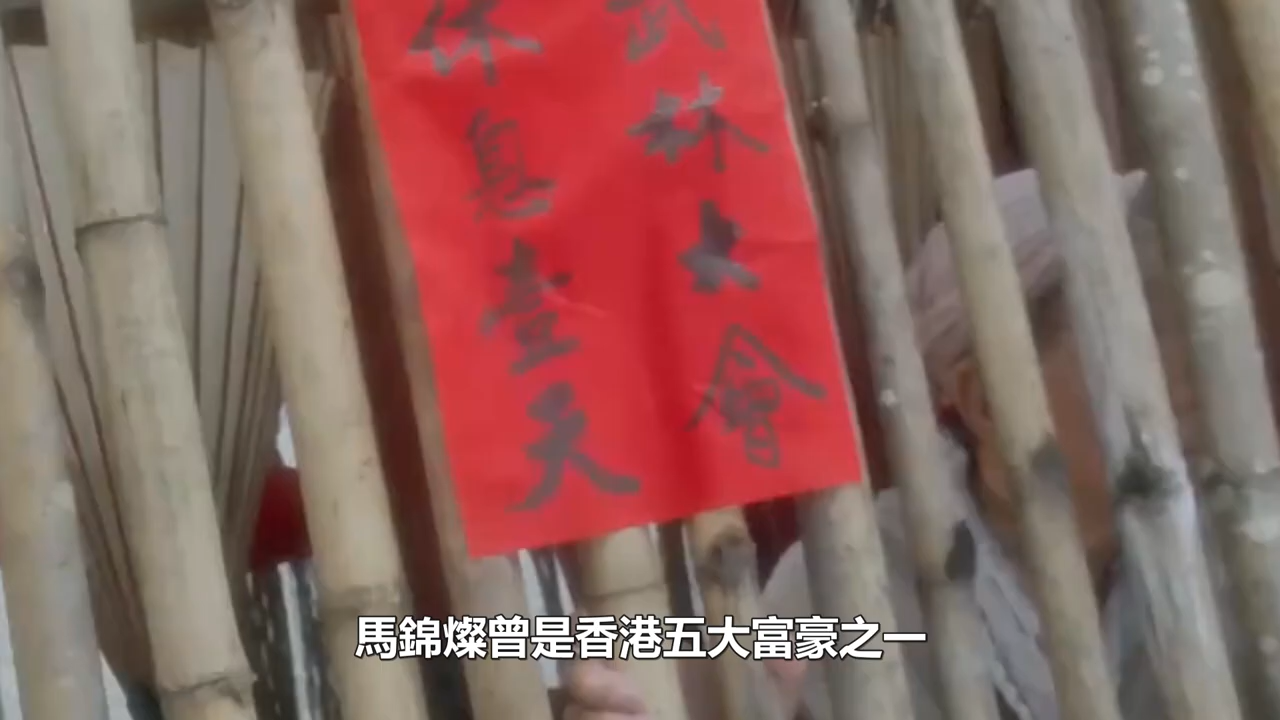 武林大會
休息壹天
馬錦燦曾是香港五大富豪之一